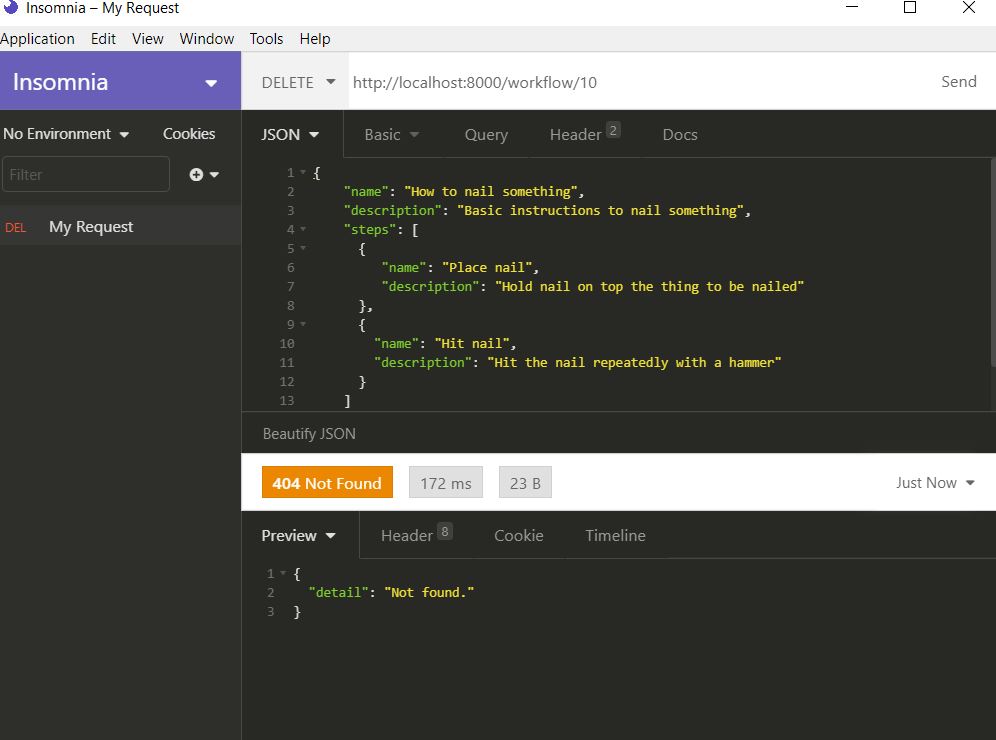 Insomnia – My Request
Application Edit View Window Tools Help
Insomnia
DELETE http://localhost:8000/workflow/10 Send
No Environment Cookies
JSON Basic Query Header 2 Docs
Filter
DEL My Request
1 {
2 "name": "How to nail something",
3 "description": "Basic instructions to nail something",
4 "steps": [
5 {
6 "name": "Place nail",
7 "description": "Hold nail on top the thing to be nailed"
8 },
9 {
10 "name": "Hit nail",
11 "description": "Hit the nail repeatedly with a hammer"
12 }
13 ]
Beautify JSON
404 Not Found 172 ms 23 B Just Now
Preview Header 8 Cookie Timeline
1 {
2 "detail": "Not found."
3 }